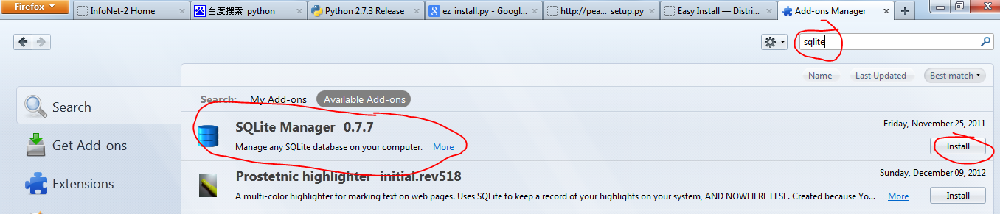 Firefox
InfoNet-2 Home
百度搜索_python
Python 2.7.3 Release
ez_install.py - Googl...
http://pea..._setup.py
Easy Install — Distri...
Add-ons Manager
sqlite
Name
Last Updated
Best match
Search
Search: My Add-ons Available Add-ons
SQLite Manager 0.7.7
Friday, November 25, 2011
Manage any SQLite database on your computer. More
Install
Get Add-ons
Prostetnic highlighter initial.rev518
Sunday, December 09, 2012
Extensions
A multi-color highlighter for marking text on web pages. Uses SQLite to keep a record of your highlights on your system, AND NOWHERE ELSE. Created because Yo... More
Install